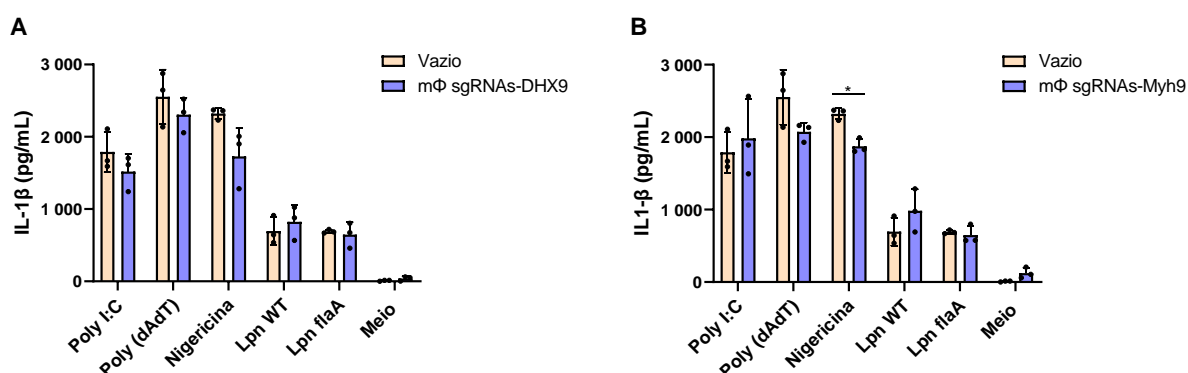 A
IL-1β (pg/mL)
3 000
2 000
1 000
0
Vazio
mΦ sgRNAs-DHX9
Poly I:C
Poly (dAdT)
Nigericina
Lpn WT
Lpn flaA
Meio
B
IL1-β (pg/mL)
3 000
2 000
1 000
0
*
Vazio
mΦ sgRNAs-Myh9
Poly I:C
Poly (dAdT)
Nigericina
Lpn WT
Lpn flaA
Meio